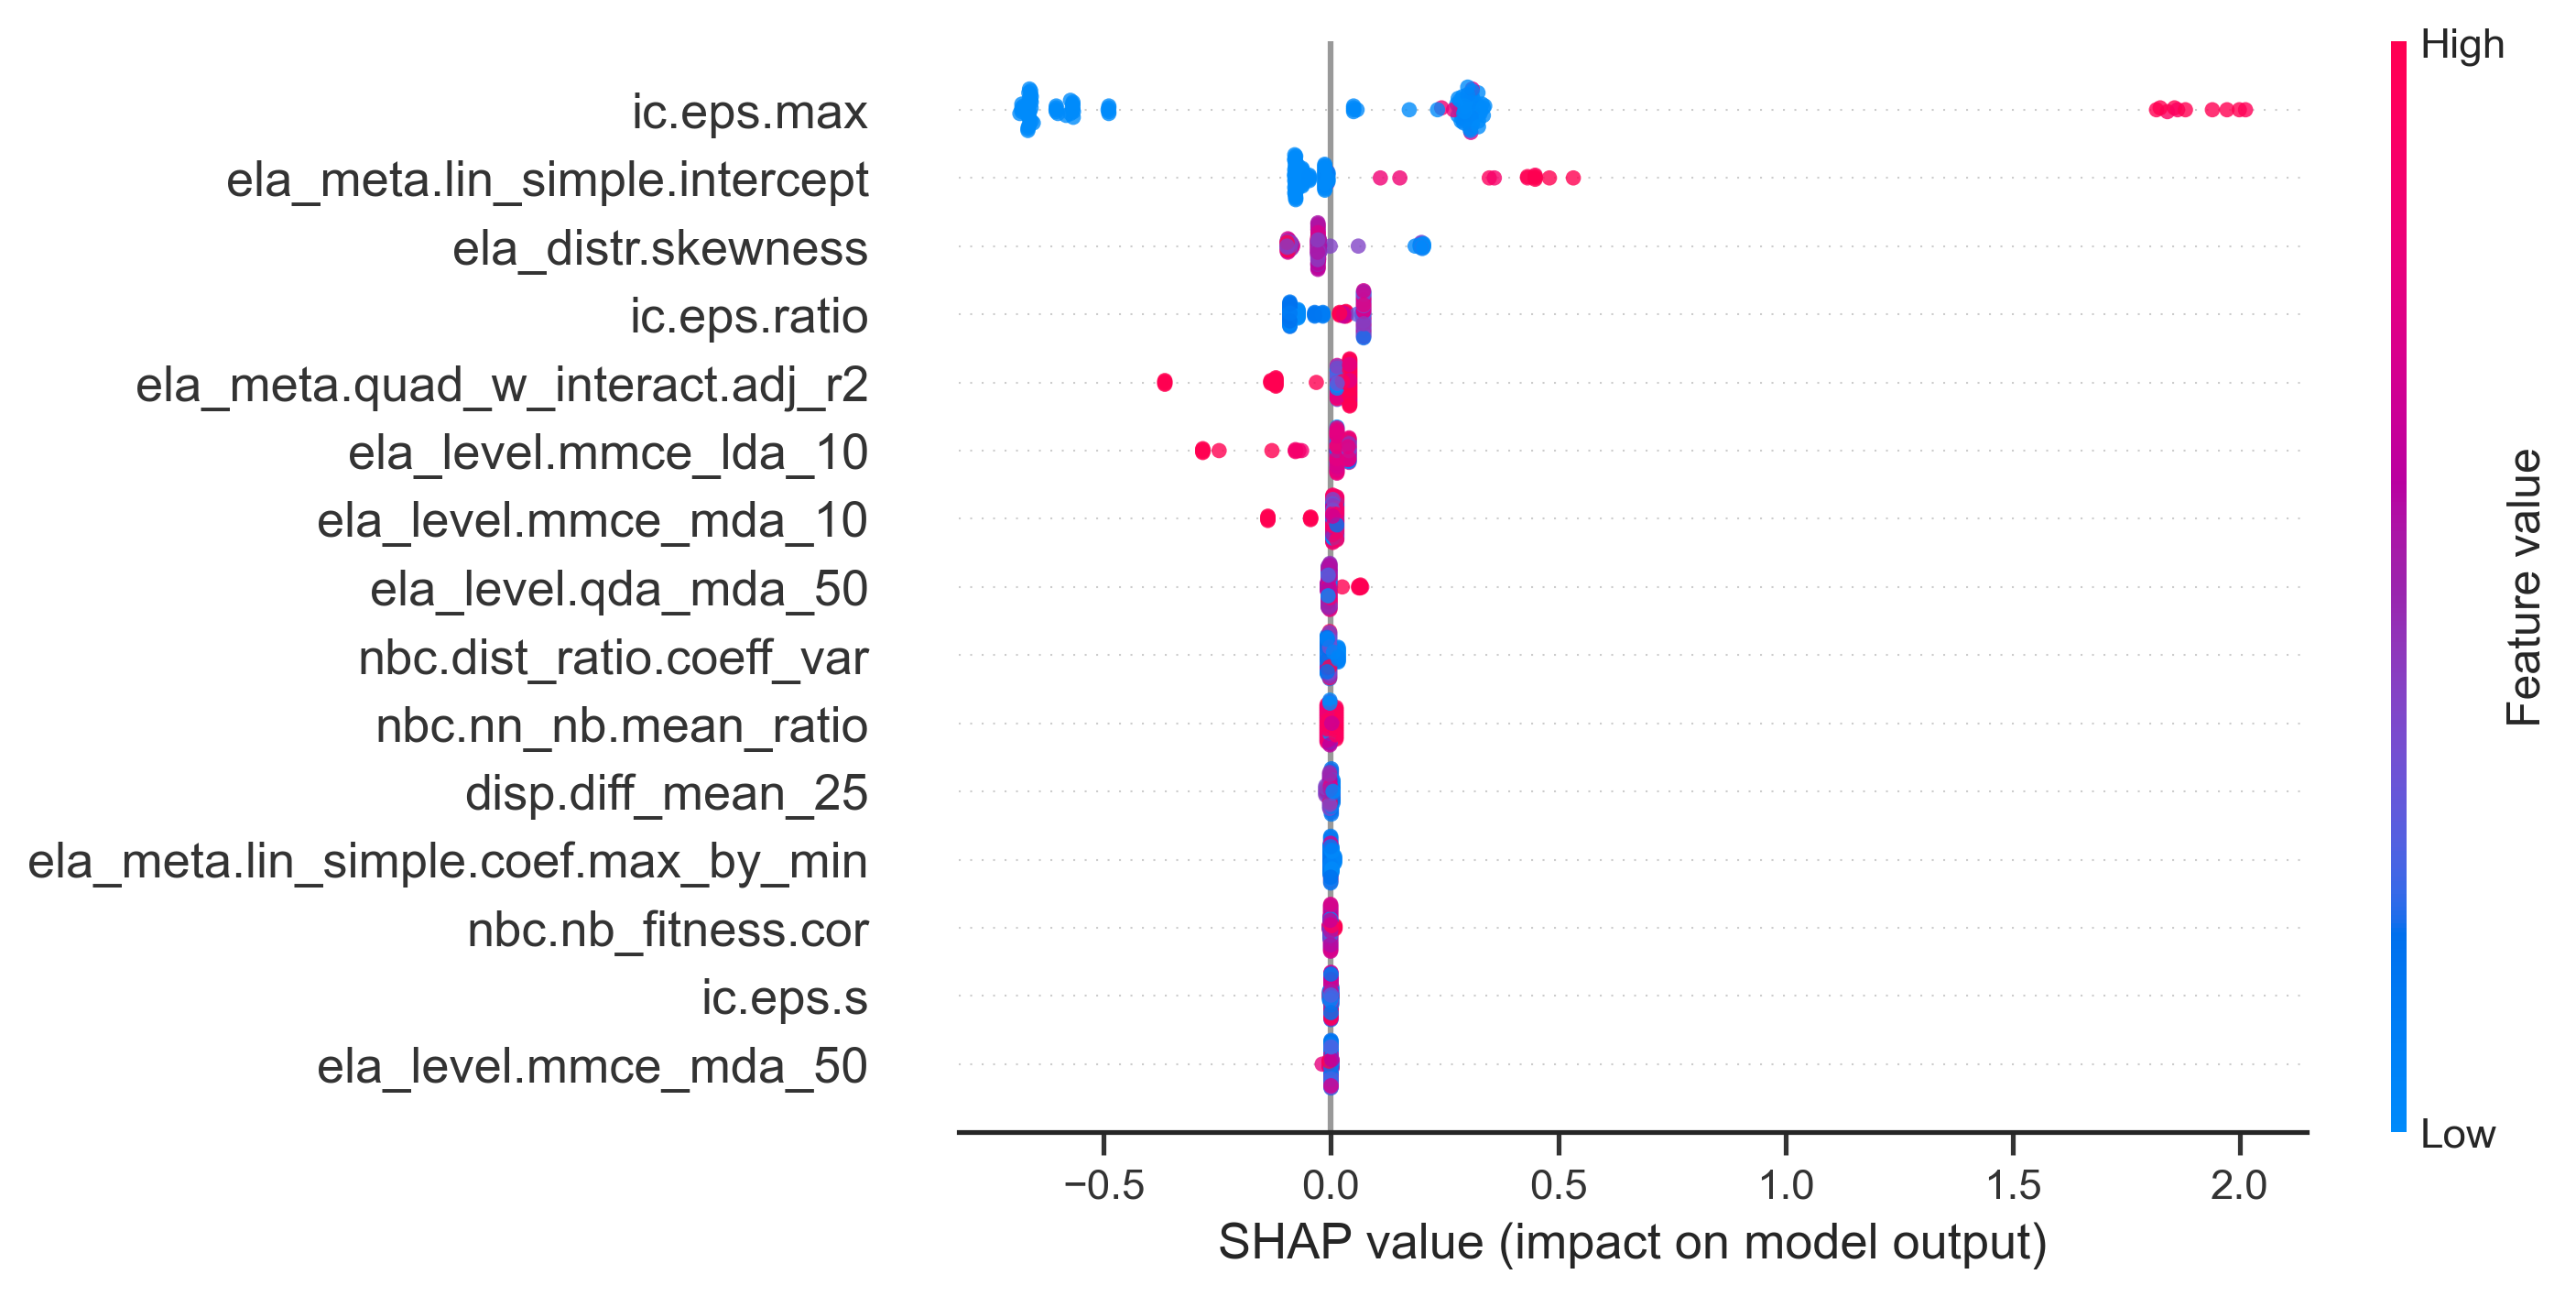 High
ic.eps.max
ela_meta.lin_simple.intercept
ela_distr.skewness
ic.eps.ratio
ela_meta.quad_w_interact.adj_r2
ela_level.mmce_lda_10
ela_level.mmce_mda_10
ela_level.qda_mda_50
nbc.dist_ratio.coeff_var
nbc.nn_nb.mean_ratio
disp.diff_mean_25
ela_meta.lin_simple.coef.max_by_min
nbc.nb_fitness.cor
ic.eps.s
ela_level.mmce_mda_50
Feature value
Low
−0.5 0.0 0.5 1.0 1.5 2.0
SHAP value (impact on model output)